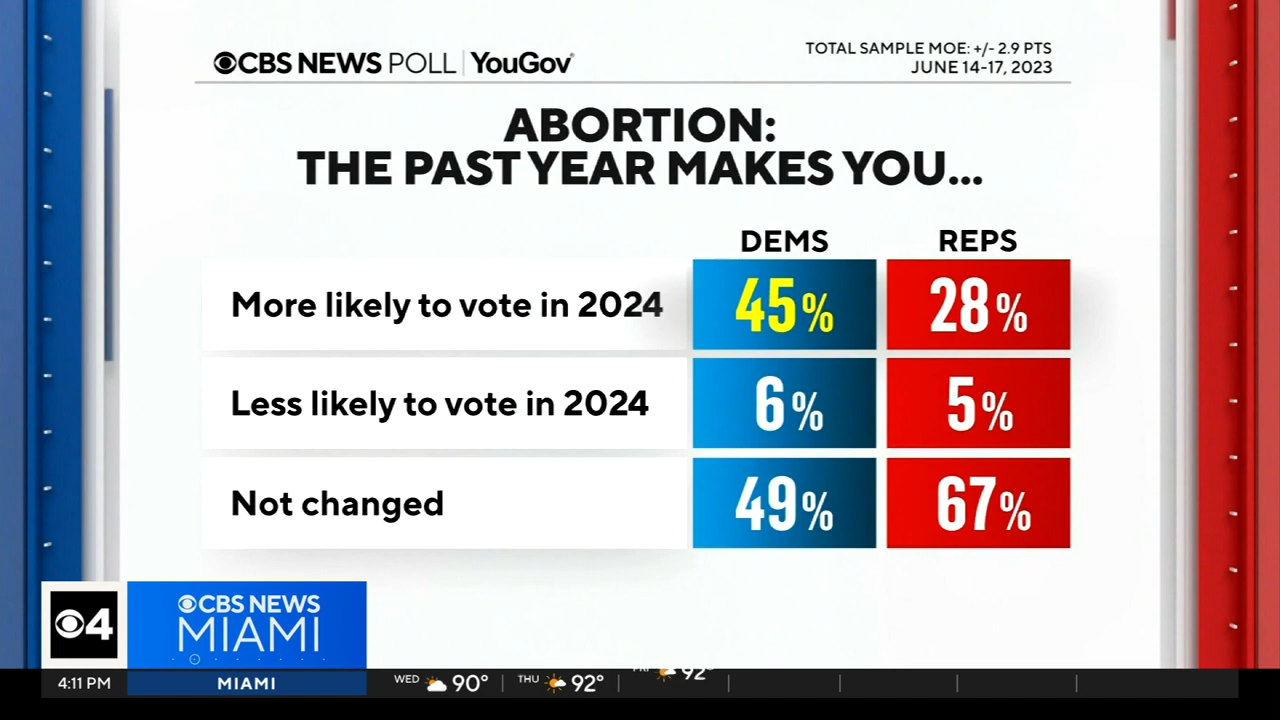 CBS NEWS POLL | YouGov
TOTAL SAMPLE MOE: +/- 2.9 PTS
JUNE 14-17, 2023
ABORTION:
THE PAST YEAR MAKES YOU...
DEMS REPS
More likely to vote in 2024 45% 28%
Less likely to vote in 2024 6% 5%
Not changed 49% 67%
4
CBS NEWS
MIAMI
4:11 PM MIAMI WED 90° THU 92° FRI 92°